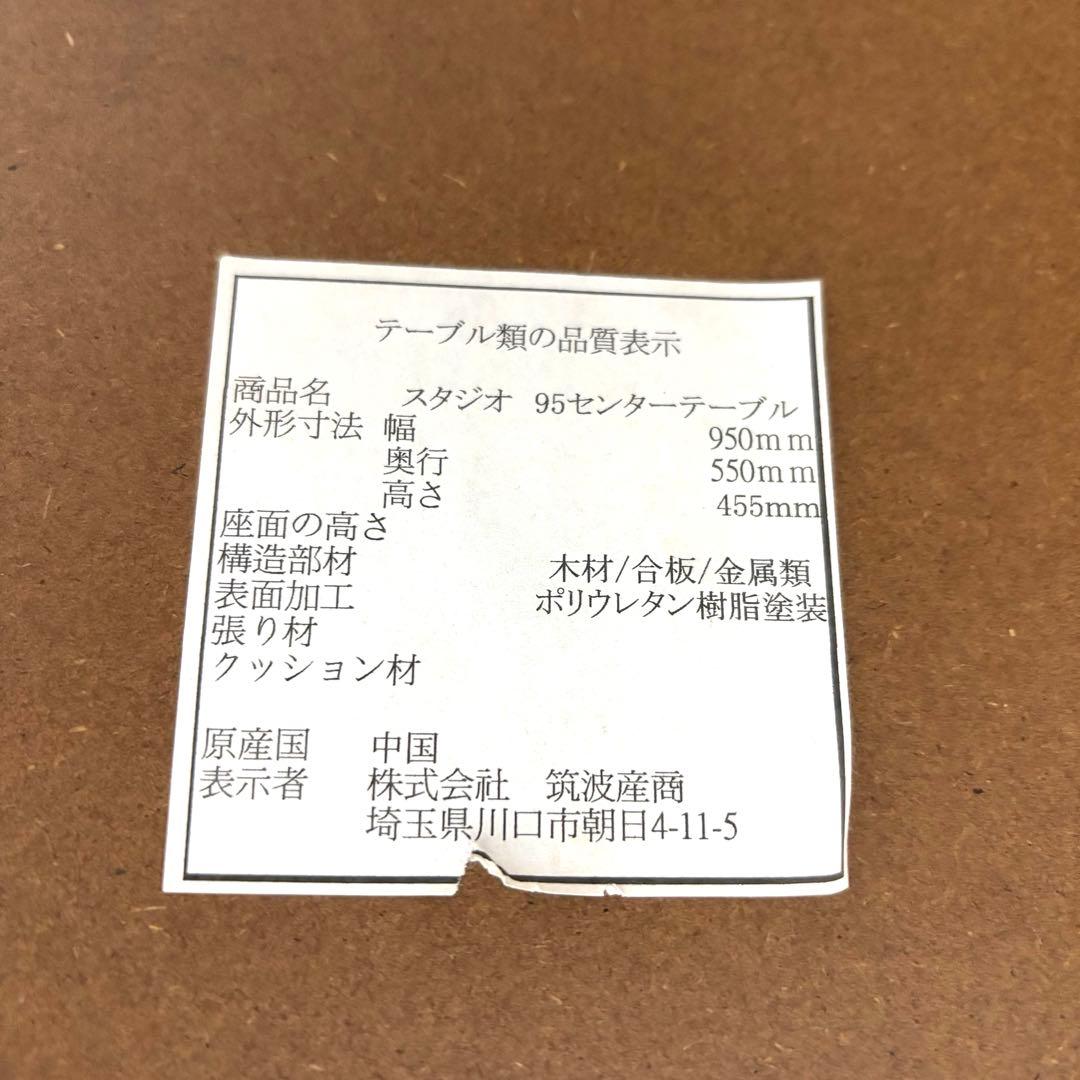 テーブル類の品質表示
商品名 スタジオ 95センターテーブル
外形寸法 幅 950mm
奥行 550mm
高さ 455mm
座面の高さ
構造部材 木材/合板/金属類
表面加工 ポリウレタン樹脂塗装
張り材
クッション材
原産国 中国
表示者 株式会社 筑波産商
埼玉県川口市朝日4-11-5